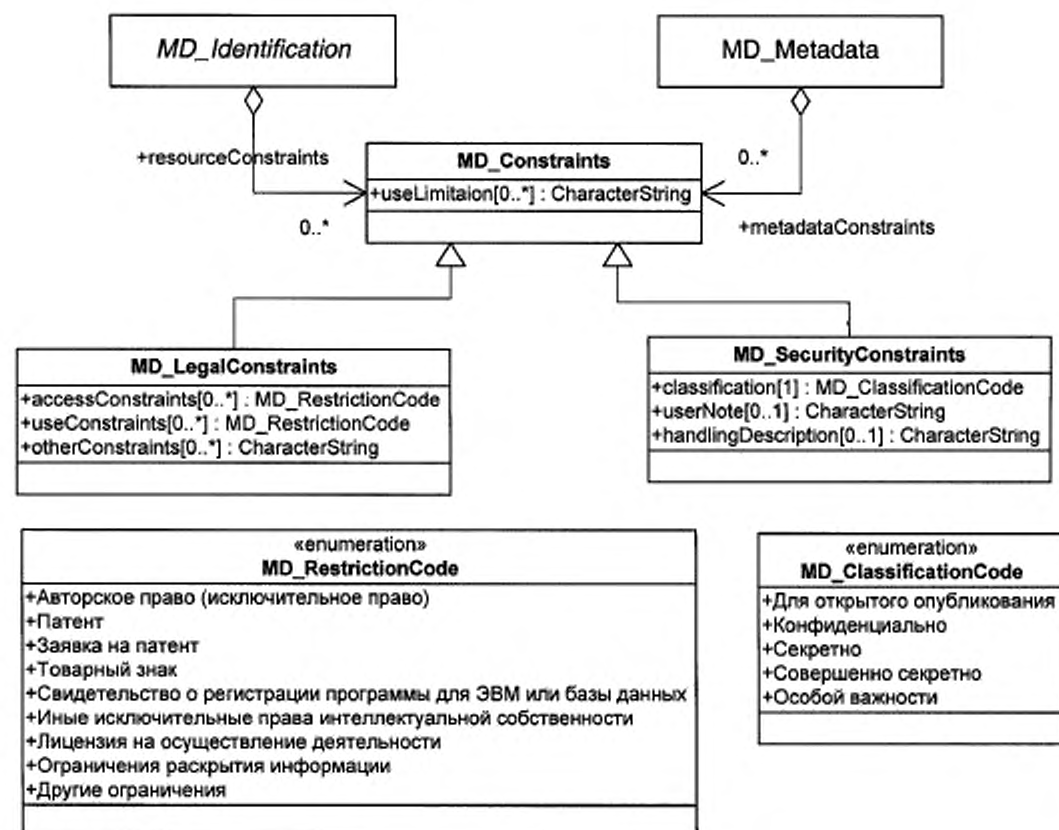 MD_Identification
MD_Metadata
+resourceConstraints
0..*
MD_Constraints
+useLimitaion[0..*] : CharacterString
0..*
+metadataConstraints
MD_LegalConstraints
+accessConstraints[0..*] : MD_RestrictionCode
+useConstraints[0..*] : MD_RestrictionCode
+otherConstraints[0..*] : CharacterString
MD_SecurityConstraints
+classification[1] : MD_ClassificationCode
+userNote[0..1] : CharacterString
+handlingDescription[0..1] : CharacterString
«enumeration»
MD_RestrictionCode
+Авторское право (исключительное право)
+Патент
+Заявка на патент
+Товарный знак
+Свидетельство о регистрации программы для ЭВМ или базы данных
+Иные исключительные права интеллектуальной собственности
+Лицензия на осуществление деятельности
+Ограничения раскрытия информации
+Другие ограничения
«enumeration»
MD_ClassificationCode
+Для открытого опубликования
+Конфиденциально
+Секретно
+Совершенно секретно
+Особой важности